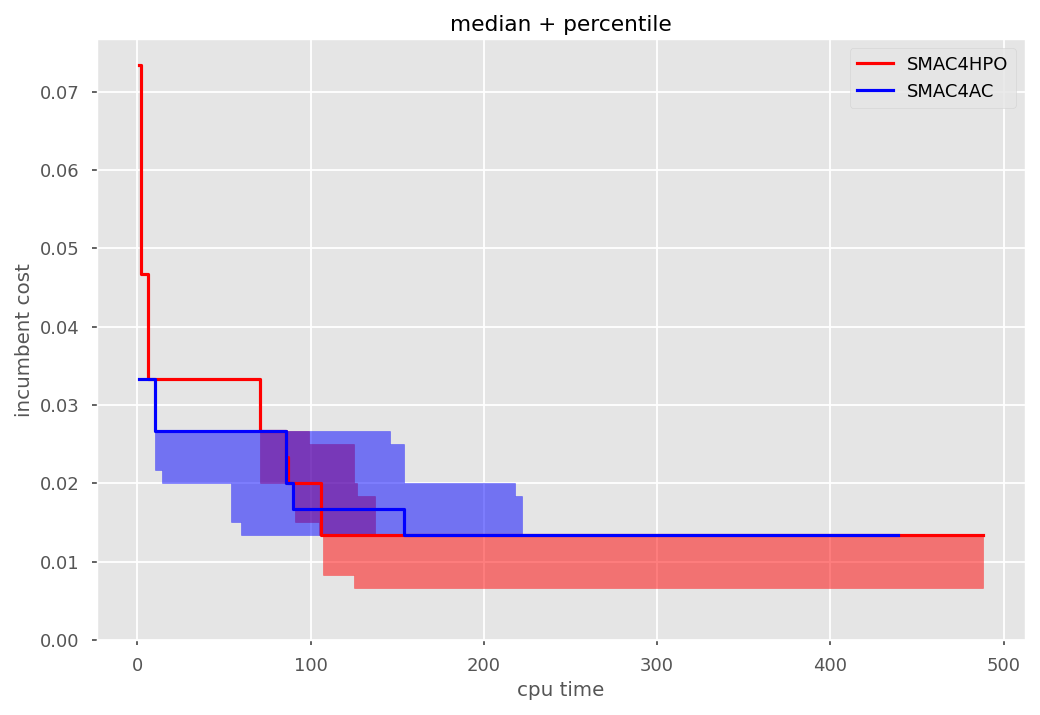 median + percentile
SMAC4HPO
SMAC4AC
incumbent cost
0.07
0.06
0.05
0.04
0.03
0.02
0.01
0.00
0 100 200 300 400 500
cpu time